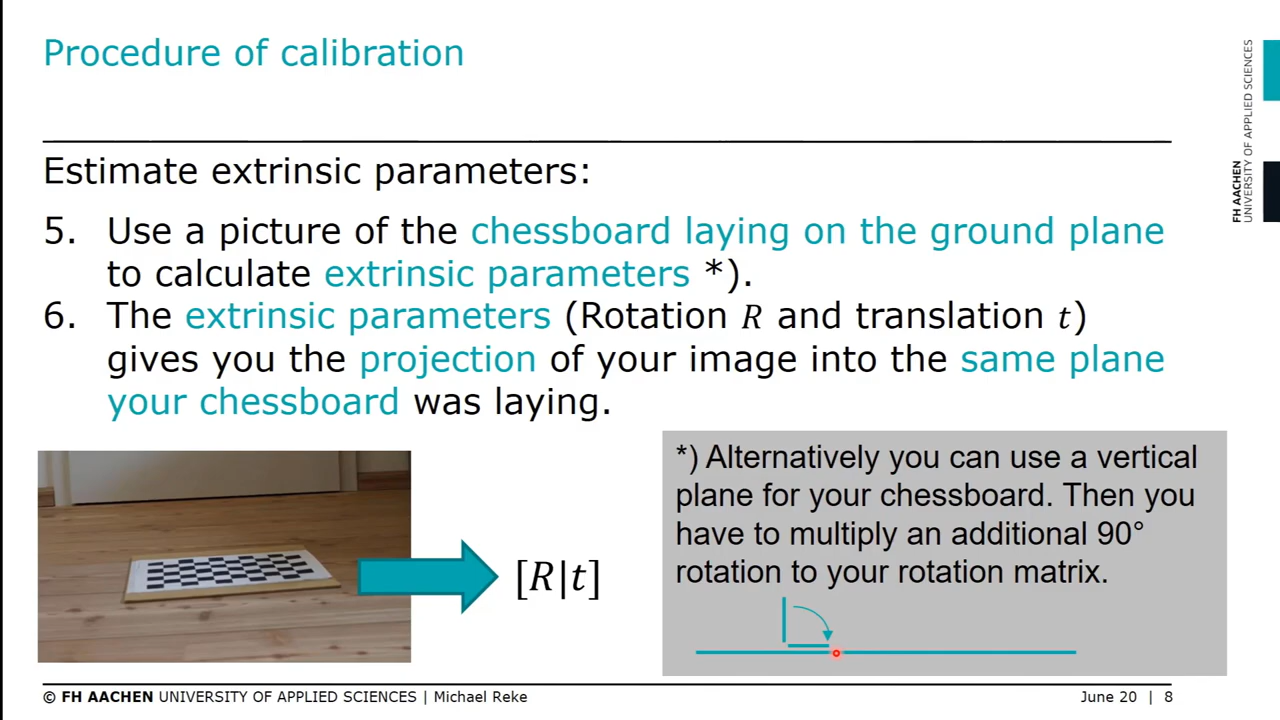 Procedure of calibration
FH AACHEN
UNIVERSITY OF APPLIED SCIENCES
Estimate extrinsic parameters:
5. Use a picture of the chessboard laying on the ground plane
to calculate extrinsic parameters *).
6. The extrinsic parameters (Rotation R and translation t)
gives you the projection of your image into the same plane
your chessboard was laying.
[R|t]
*) Alternatively you can use a vertical
plane for your chessboard. Then you
have to multiply an additional 90°
rotation to your rotation matrix.
© FH AACHEN UNIVERSITY OF APPLIED SCIENCES | Michael Reke
June 20 | 8